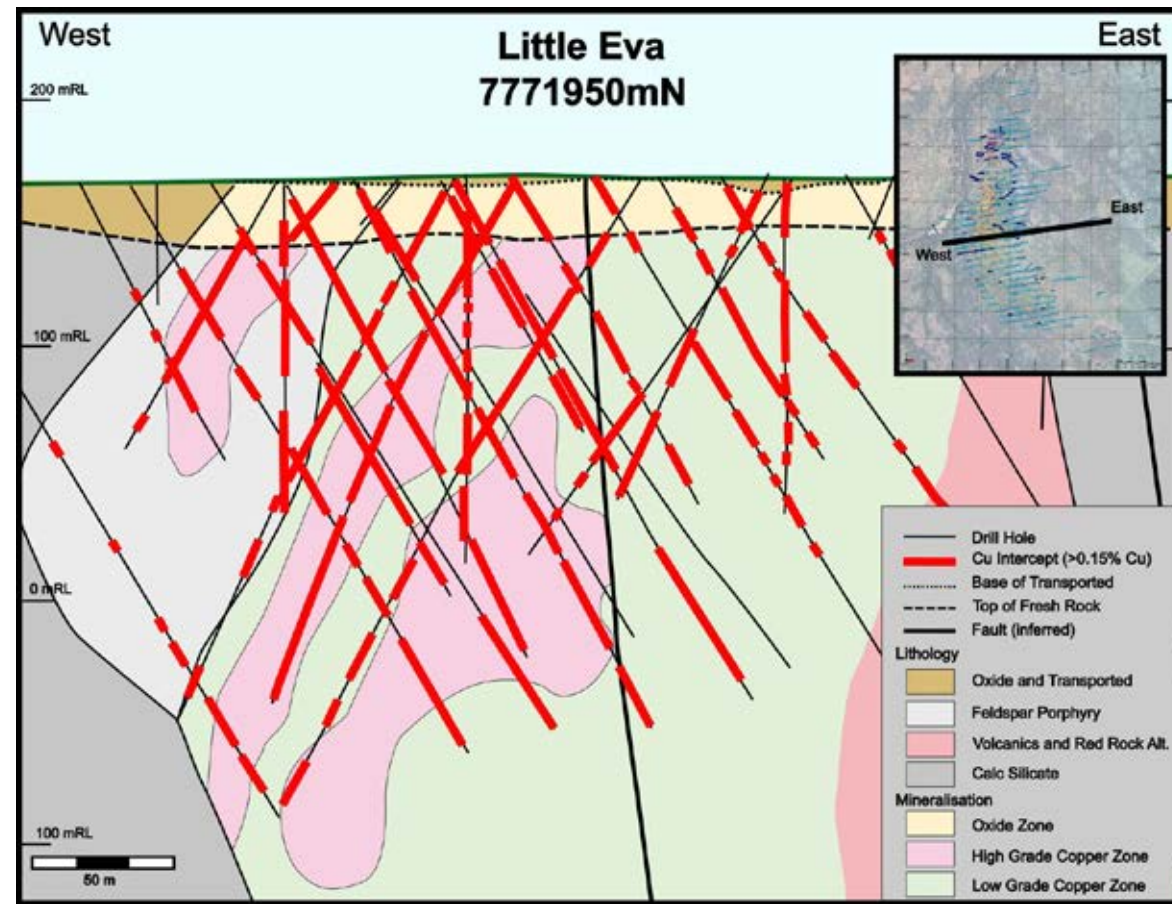 West
Little Eva
7771950mN
East
200 mRL
East
West
100 mRL
0 mRL
100 mRL
50 m
Drill Hole
Cu Intercept (>0.15% Cu)
Base of Transported
Top of Fresh Rock
Fault (inferred)
Lithology
Oxide and Transported
Feldspar Porphyry
Volcanics and Red Rock Alt.
Calc Silicate
Mineralisation
Oxide Zone
High Grade Copper Zone
Low Grade Copper Zone